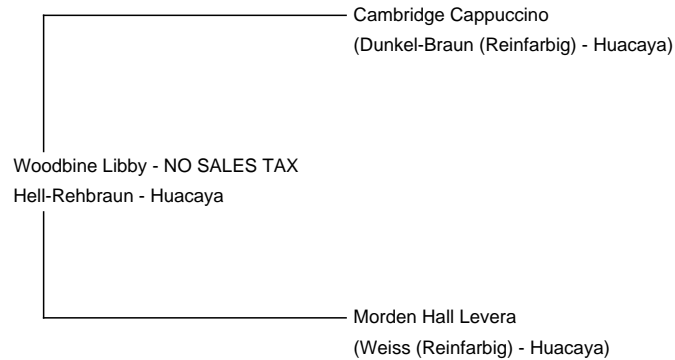 Cambridge Cappuccino
(Dunkel-Braun (Reinfarbig) - Huacaya)
Woodbine Libby - NO SALES TAX
Hell-Rehbraun - Huacaya
Morden Hall Levera
(Weiss (Reinfarbig) - Huacaya)